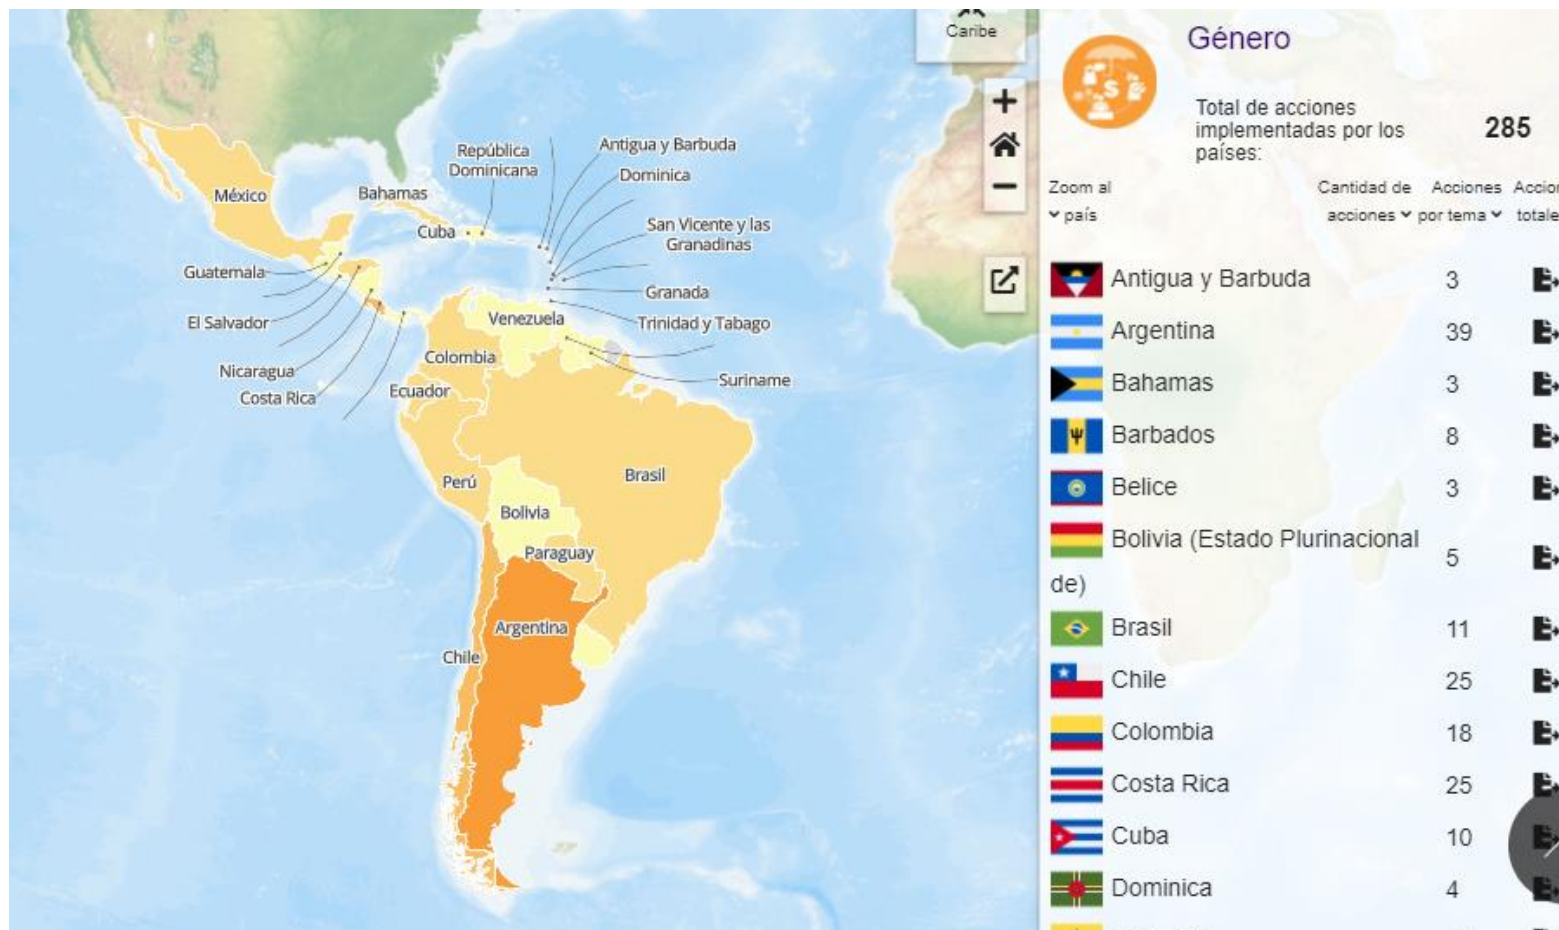 Caribe
República
Dominicana
Antigua y Barbuda
Dominica
Bahamas
México
Cuba
San Vicente y las
Granadinas
Guatemala
Granada
El Salvador
Venezuela
Trinidad y Tabago
Colombia
Nicaragua
Suriname
Costa Rica
Ecuador
Perú
Brasil
Bolivia
Paraguay
Argentina
Chile
Género
Total de acciones
implementadas por los
países:
285
Zoom al
país
Cantidad de
acciones
Acciones
por tema
Antigua y Barbuda 3
Argentina 39
Bahamas 3
Barbados 8
Belice 3
Bolivia (Estado Plurinacional
de) 5
Brasil 11
Chile 25
Colombia 18
Costa Rica 25
Cuba 10
Dominica 4